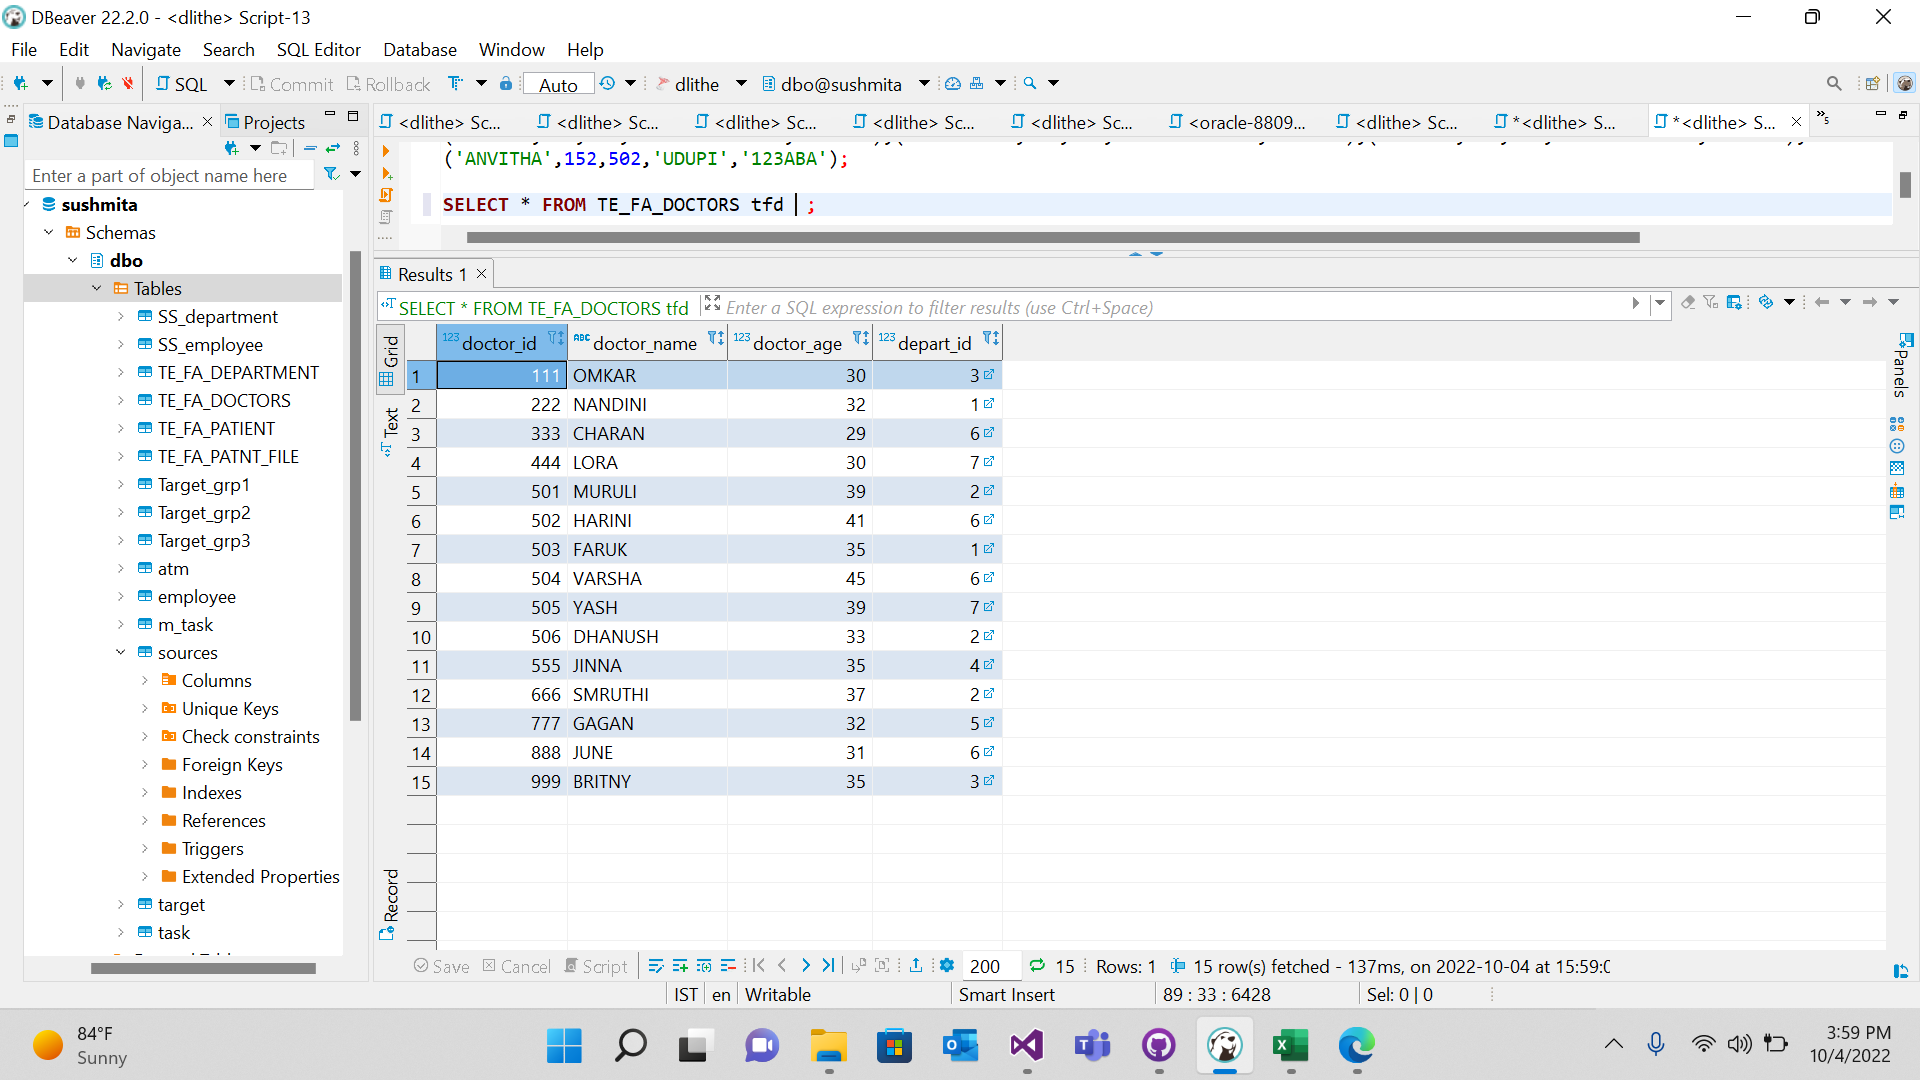 DBeaver 22.2.0 - <dlithe> Script-13
File Edit Navigate Search SQL Editor Database Window Help
SQL Commit Rollback Auto dlithe dbo@sushmita
Database Naviga... Projects
<dlithe> Sc... <dlithe> Sc... <dlithe> Sc... <dlithe> Sc... <dlithe> Sc... <oracle-8809... <dlithe> Sc... *<dlithe> S... *<dlithe> S... »5
Enter a part of object name here
sushmita
Schemas
dbo
Tables
SS_department
SS_employee
TE_FA_DEPARTMENT
TE_FA_DOCTORS
TE_FA_PATIENT
TE_FA_PATNT_FILE
Target_grp1
Target_grp2
Target_grp3
atm
employee
m_task
sources
Columns
Unique Keys
Check constraints
Foreign Keys
Indexes
References
Triggers
Extended Properties
target
task
('ANVITHA',152,502,'UDUPI','123ABA');
SELECT * FROM TE_FA_DOCTORS tfd ;
Results 1
SELECT * FROM TE_FA_DOCTORS tfd Enter a SQL expression to filter results (use Ctrl+Space)
Grid
Text
Record
Panels
123 doctor_id ABC doctor_name 123 doctor_age 123 depart_id
1 111 OMKAR 30 3
2 222 NANDINI 32 1
3 333 CHARAN 29 6
4 444 LORA 30 7
5 501 MURULI 39 2
6 502 HARINI 41 6
7 503 FARUK 35 1
8 504 VARSHA 45 6
9 505 YASH 39 7
10 506 DHANUSH 33 2
11 555 JINNA 35 4
12 666 SMRUTHI 37 2
13 777 GAGAN 32 5
14 888 JUNE 31 6
15 999 BRITNY 35 3
Save Cancel Script 200 15 Rows: 1 15 row(s) fetched - 137ms, on 2022-10-04 at 15:59:0
IST en Writable Smart Insert 89 : 33 : 6428 Sel: 0 | 0
84°F
Sunny
3:59 PM
10/4/2022